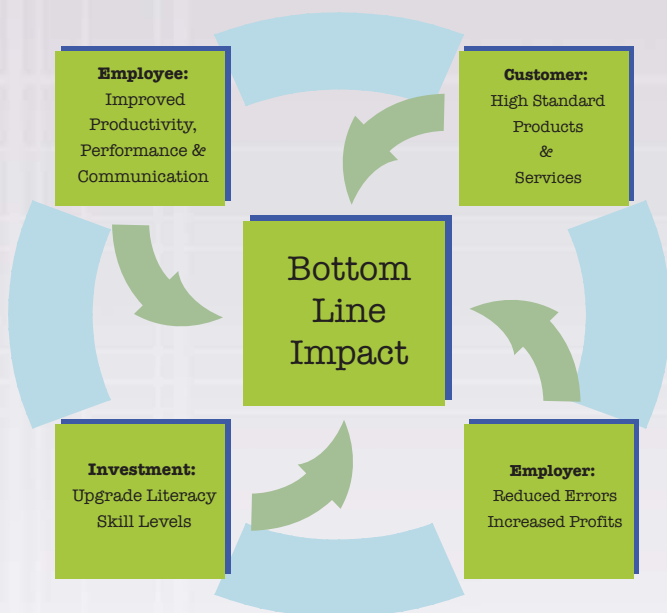 Employee:
Improved
Productivity,
Performance &
Communication
Customer:
High Standard
Products
&
Services
Bottom
Line
Impact
Investment:
Upgrade Literacy
Skill Levels
Employer:
Reduced Errors
Increased Profits